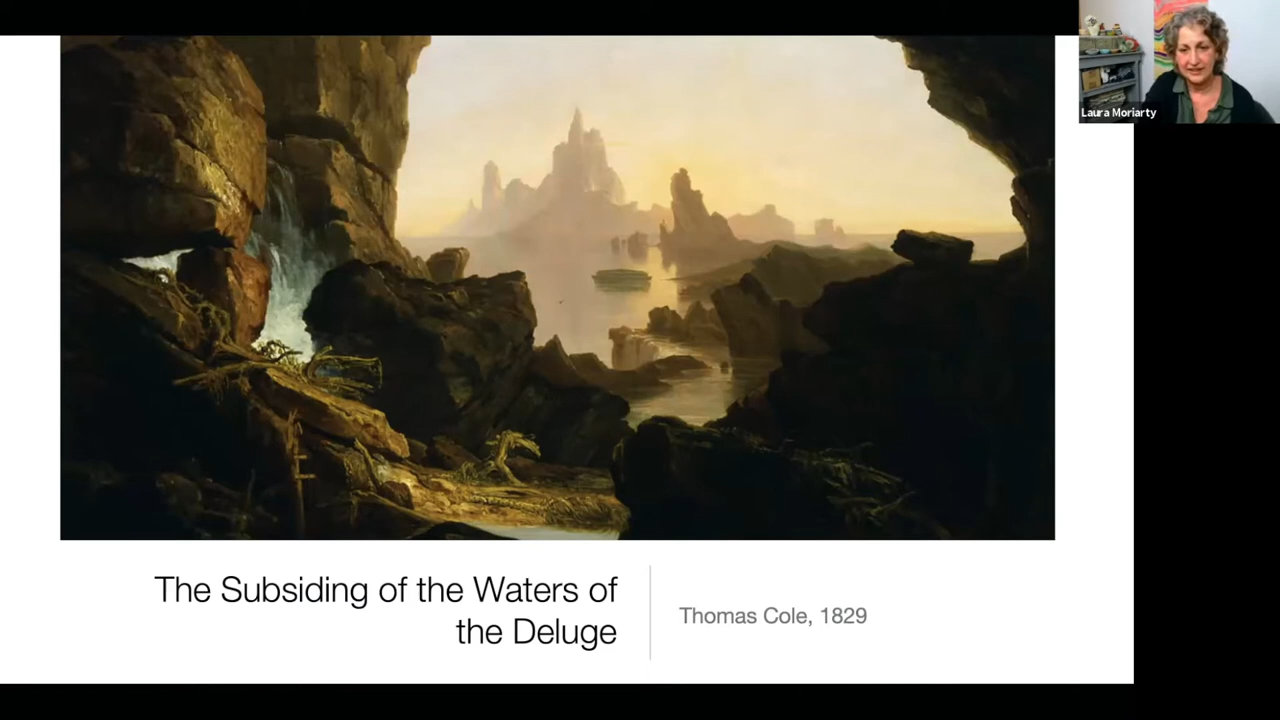 Laura Moriarty
The Subsiding of the Waters of
the Deluge
Thomas Cole, 1829